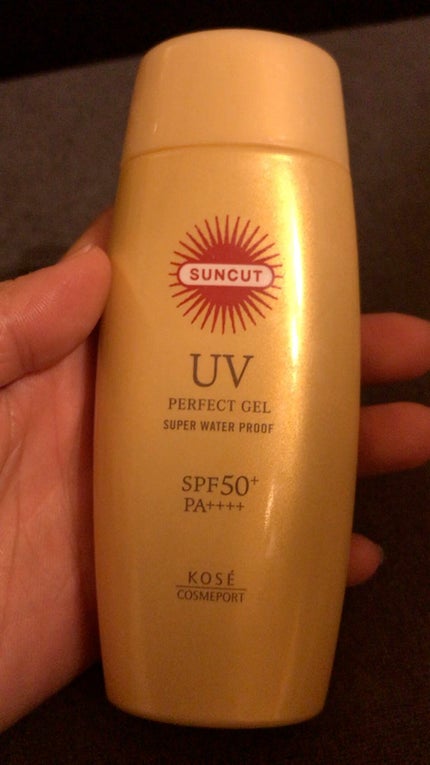 SUNCUT
UV
PERFECT GEL
SUPER WATER PROOF
SPF50+
PA++++
KOSÉ
COSMEPORT